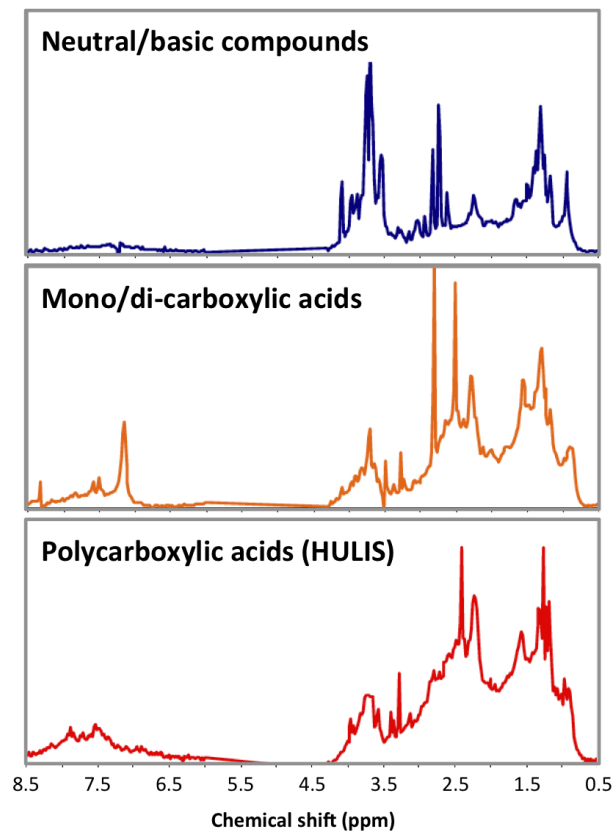 Neutral/basic compounds
Mono/di-carboxylic acids
Polycarboxylic acids (HULIS)
8.5 7.5 6.5 5.5 4.5 3.5 2.5 1.5 0.5
Chemical shift (ppm)